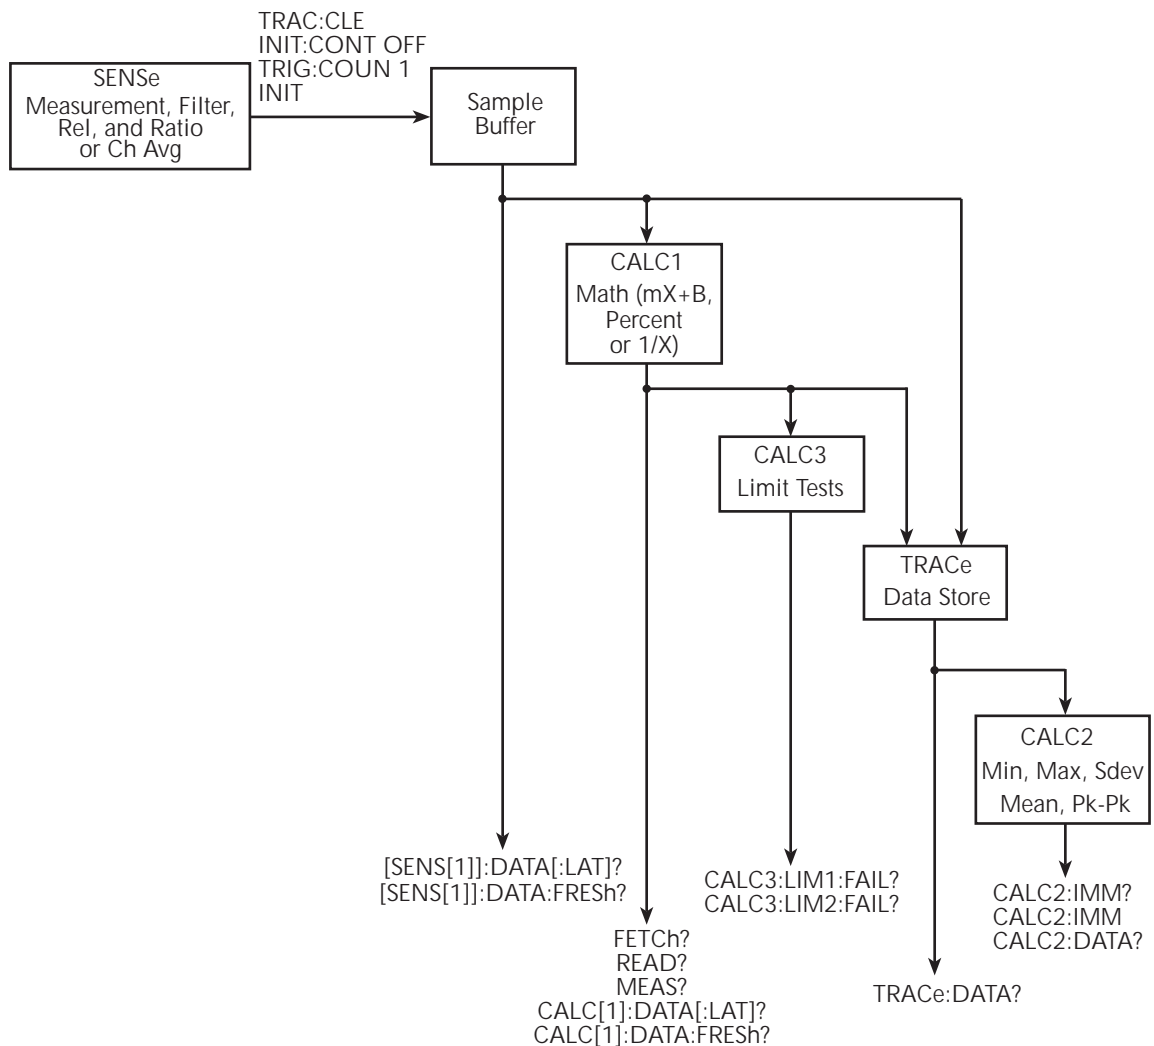 TRAC:CLE
INIT:CONT OFF
TRIG:COUN 1
INIT
SENSe
Measurement, Filter,
Rel, and Ratio
or Ch Avg
Sample
Buffer
CALC1
Math (mX+B,
Percent
or 1/X)
CALC3
Limit Tests
TRACe
Data Store
CALC2
Min, Max, Sdev
Mean, Pk-Pk
[SENS[1]]:DATA[:LAT]?
[SENS[1]]:DATA:FRESh?
CALC3:LIM1:FAIL?
CALC3:LIM2:FAIL?
CALC2:IMM?
CALC2:IMM
CALC2:DATA?
FETCh?
READ?
MEAS?
CALC[1]:DATA[:LAT]?
CALC[1]:DATA:FRESh?
TRACe:DATA?